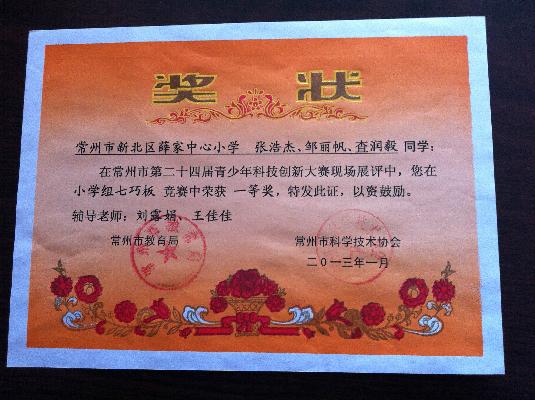 奖状
常州市新北区薛家中心小学 张浩杰、邹丽帆、查润毅 同学：
在常州市第二十四届青少年科技创新大赛现场展评中，您在
小学组七巧板 竞赛中荣获 一等奖，特发此证，以资鼓励。
辅导老师：刘露娟、王佳佳
常州市教育局 常州市科学技术协会
二〇一三年一月